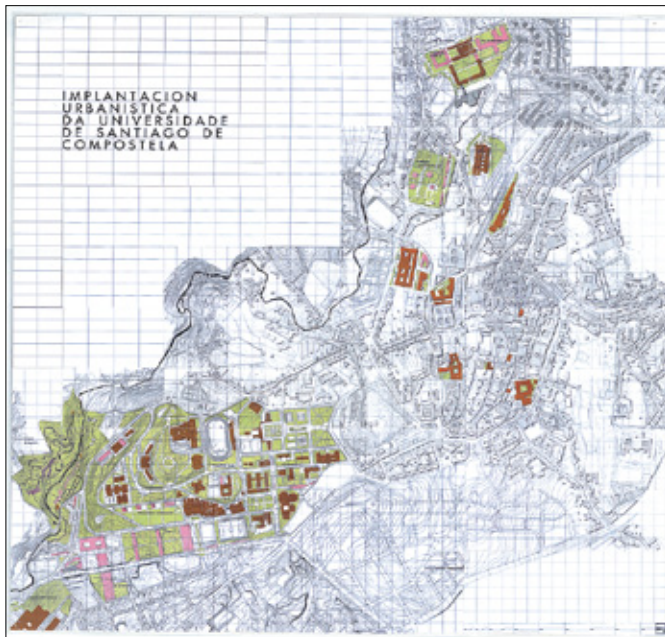 IMPLANTACION
URBANISTICA
DA UNIVERSIDADE
DE SANTIAGO DE
COMPOSTELA